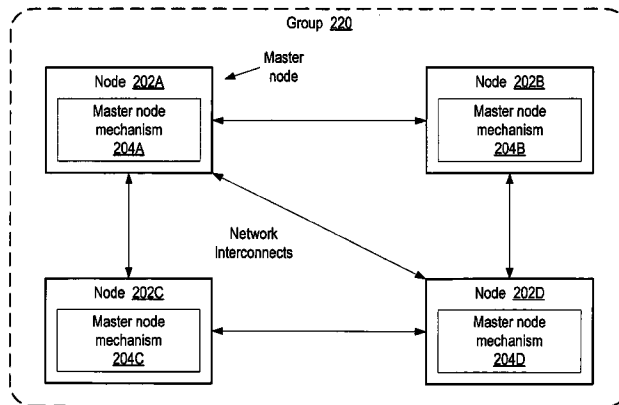 Group 220
Node 202A
Master node
mechanism
204A
Master
node
Node 202B
Master node
mechanism
204B
Network
Interconnects
Node 202C
Master node
mechanism
204C
Node 202D
Master node
mechanism
204D